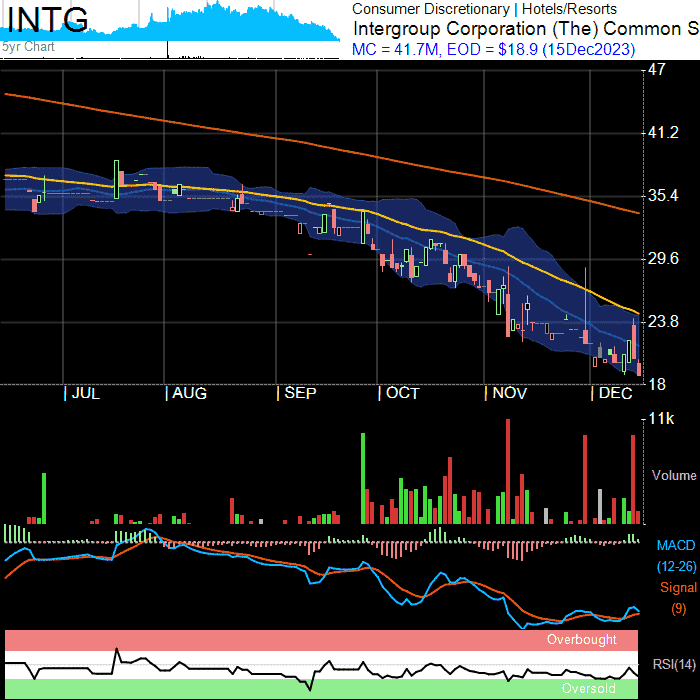 INTG
5yr Chart
Consumer Discretionary | Hotels/Resorts
Intergroup Corporation (The) Common S
MC = 41.7M, EOD = $18.9 (15Dec2023)
47
41.2
35.4
29.6
23.8
18
| JUL | AUG | SEP | OCT | NOV | DEC
11k
Volume
MACD
(12-26)
Signal
(9)
Overbought
RSI(14)
Oversold